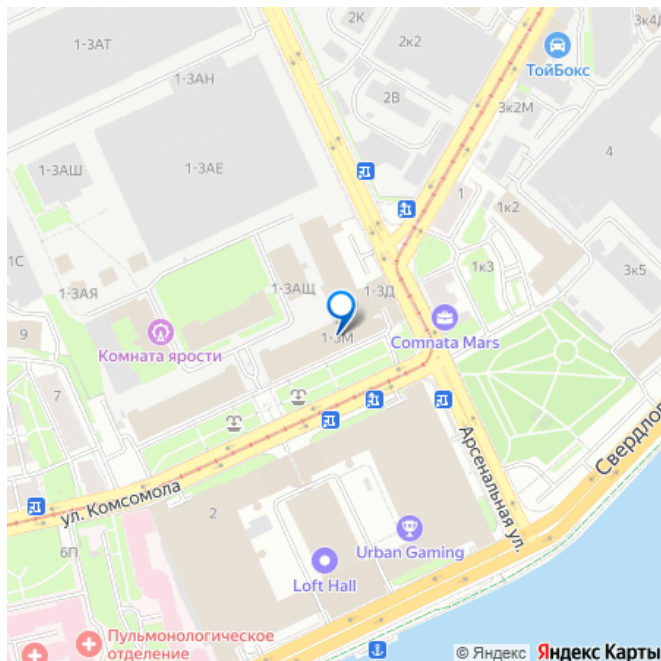 2К
1-3АТ
2к2
3к4Д
ТойБокс
1-3АН
2В
3к2М
4
1-3АЕ
1-3АШ
1
1к2
1С
1к3
3к5
1-3АЩ
1-3Д
1-3АЯ
9
Комната ярости
1-3М
Comnata Mars
7
ул. Комсомола
2
Арсенальная ул.
Свердлов
6П
Urban Gaming
Loft Hall
Пульмонологическое
отделение
© Яндекс Яндекс Карты